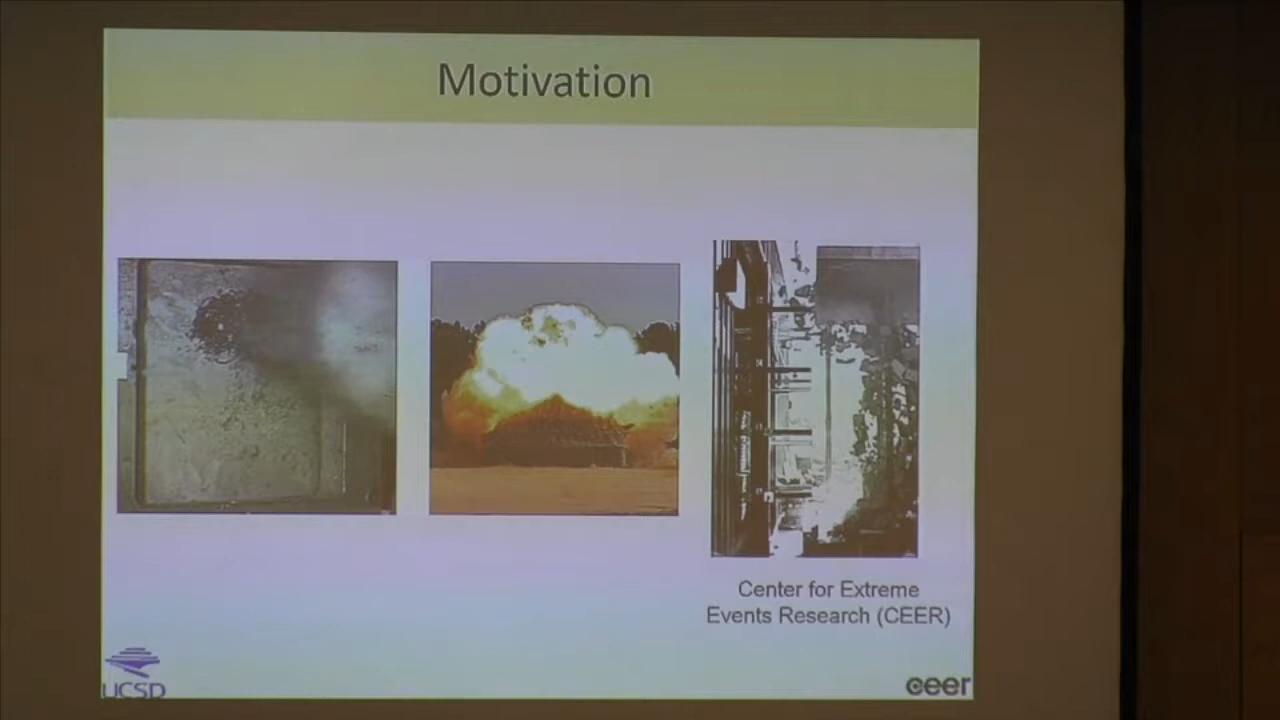 Motivation
Center for Extreme
Events Research (CEER)
UCSD
ceer